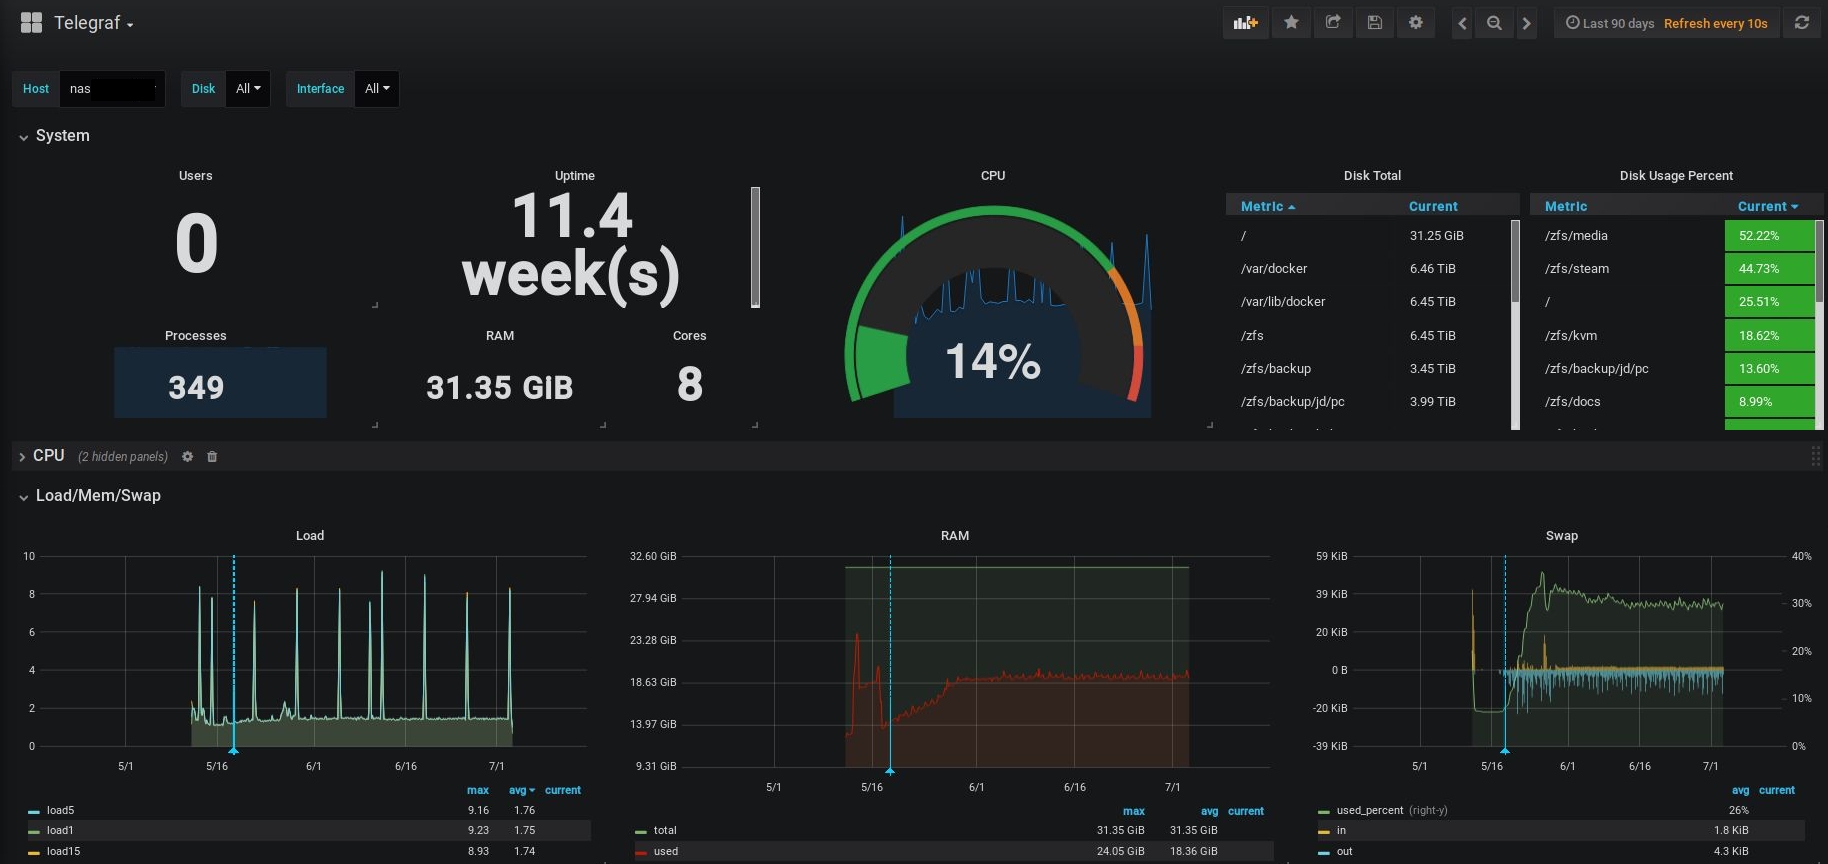 Telegraf
Last 90 days Refresh every 10s
Host nas Disk All Interface All
System
Users
0
Uptime
11.4
week(s)
CPU
14%
Processes
349
RAM
31.35 GiB
Cores
8
Disk Total
Metric Current
/ 31.25 GiB
/var/docker 6.46 TiB
/var/lib/docker 6.45 TiB
/zfs 6.45 TiB
/zfs/backup 3.45 TiB
/zfs/backup/jd/pc 3.99 TiB
Disk Usage Percent
Metric Current
/zfs/media 52.22%
/zfs/steam 44.73%
/ 25.51%
/zfs/kvm 18.62%
/zfs/backup/jd/pc 13.60%
/zfs/docs 8.99%
CPU (2 hidden panels)
Load/Mem/Swap
Load
10
8
6
4
2
0
5/1 5/16 6/1 6/16 7/1
max avg current
load5 9.16 1.76
load1 9.23 1.75
load15 8.93 1.74
RAM
32.60 GiB
27.94 GiB
23.28 GiB
18.63 GiB
13.97 GiB
9.31 GiB
5/1 5/16 6/1 6/16 7/1
max avg current
total 31.35 GiB 31.35 GiB
used 24.05 GiB 18.36 GiB
Swap
59 KiB 40%
39 KiB 30%
20 KiB
0 B 20%
-20 KiB 10%
-39 KiB 0%
5/1 5/16 6/1 6/16 7/1
avg current
used_percent (right-y) 26%
in 1.8 KiB
out 4.3 KiB